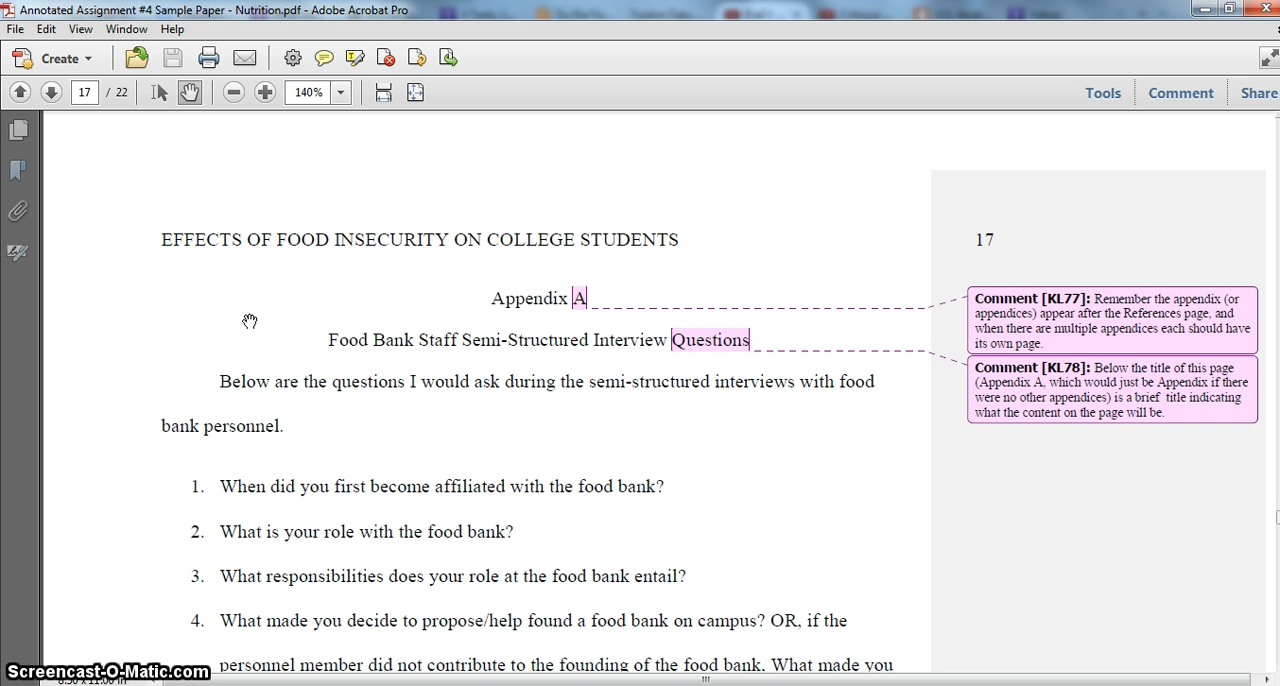 Annotated Assignment #4 Sample Paper - Nutrition.pdf - Adobe Acrobat Pro
File Edit View Window Help
Create
17 / 22 140% Tools Comment Share
EFFECTS OF FOOD INSECURITY ON COLLEGE STUDENTS 17
Appendix A
Food Bank Staff Semi-Structured Interview Questions
Below are the questions I would ask during the semi-structured interviews with food
bank personnel.
1. When did you first become affiliated with the food bank?
2. What is your role with the food bank?
3. What responsibilities does your role at the food bank entail?
4. What made you decide to propose/help found a food bank on campus? OR, if the
personnel member did not contribute to the founding of the food bank, What made you
Comment [KL77]: Remember the appendix (or
appendices) appear after the References page, and
when there are multiple appendices each should have
its own page.
Comment [KL78]: Below the title of this page
(Appendix A, which would just be Appendix if there
were no other appendices) is a brief title indicating
what the content on the page will be.
Screencast-O-Matic.com
8.50 x 11.00 in